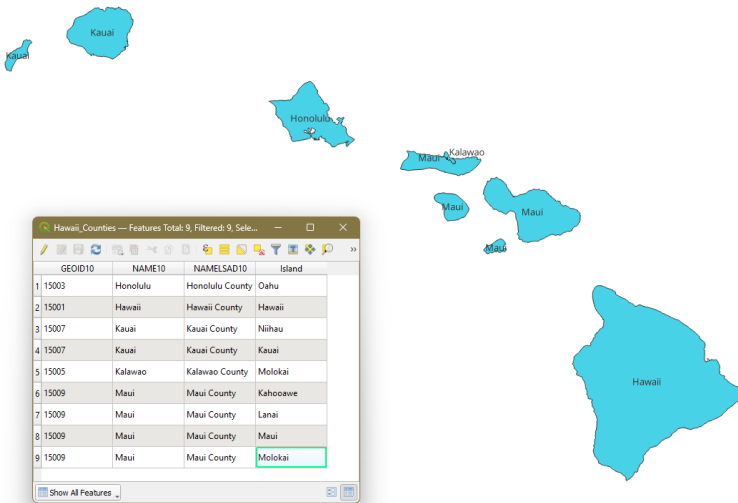 Kauai
Kauai
Honolulu
Maui
Kalawao
Maui
Maui
Maui
Hawaii
Hawaii_Counties — Features Total: 9, Filtered: 9, Sele...
GEOID10 NAME10 NAMELSAD10 Island
1 15003 Honolulu Honolulu County Oahu
2 15001 Hawaii Hawaii County Hawaii
3 15007 Kauai Kauai County Niihau
4 15007 Kauai Kauai County Kauai
5 15005 Kalawao Kalawao County Molokai
6 15009 Maui Maui County Kahooawe
7 15009 Maui Maui County Lanai
8 15009 Maui Maui County Maui
9 15009 Maui Maui County Molokai
Show All Features